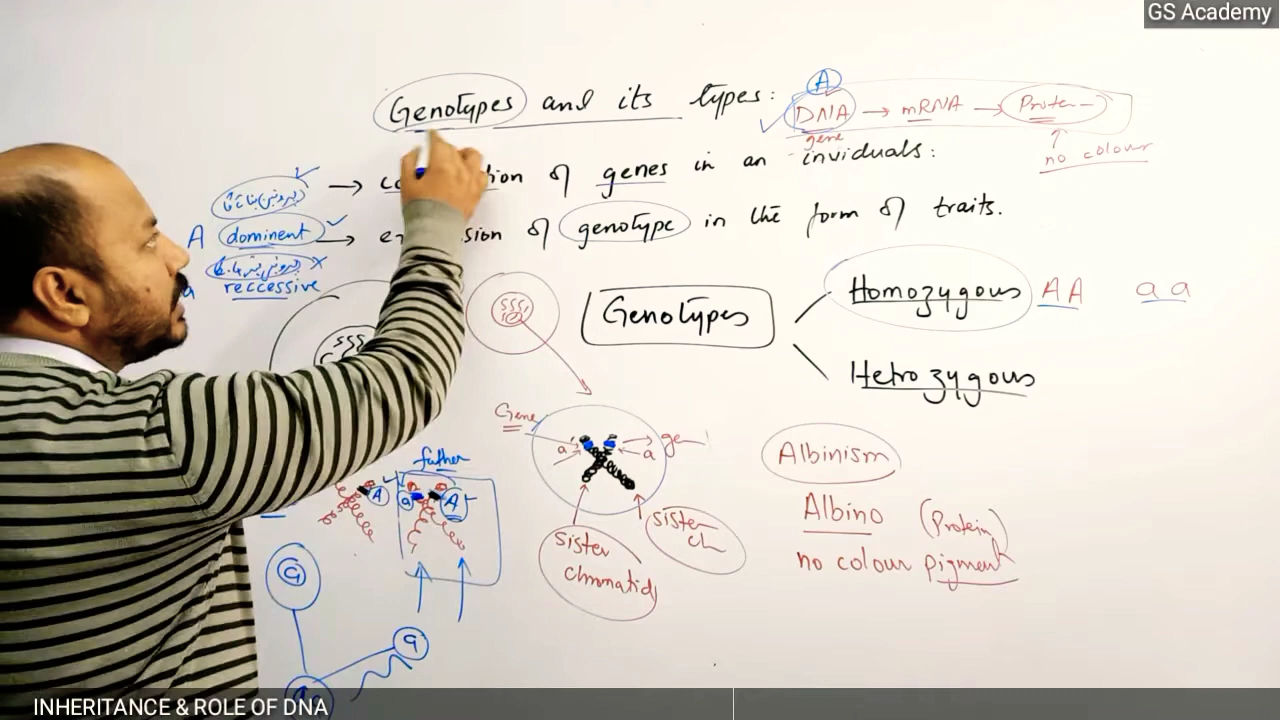 GS Academy
Genotypes and its types:
A
DNA → mRNA → Protein
gene
no colour
→ of genes in an inviduals:
A dominent → of genotype in the form of traits.
a reccessive
Genotypes
Homozygous AA aa
Hetrozygous
Gene
a a
father
A a A
sister
chromatid
sister
ch
Albinism
Albino (Protein)
no colour pigment
G
INHERITANCE & ROLE OF DNA